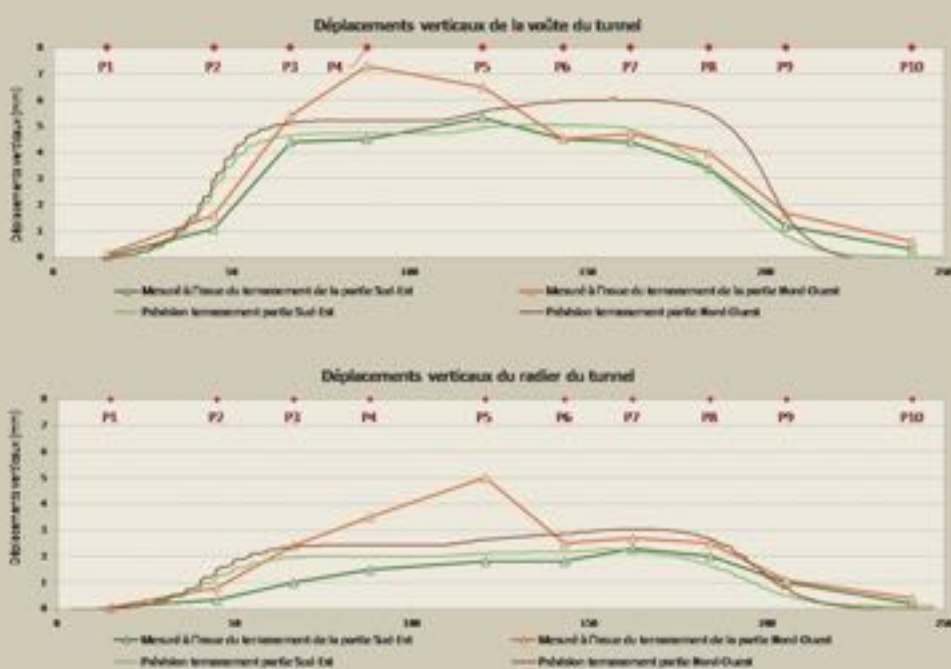 Déplacements verticaux de la voûte du tunnel
8
P1 P2 P3 P4 P5 P6 P7 P8 P9 P10
7
6
5
4
3
2
1
0
Déplacements verticaux [mm]
0 50 100 150 200 250
Mesuré à l'issue du terrassement de la partie Sud-Est
Mesuré à l'issue du terrassement de la partie Nord-Ouest
Prévision terrassement partie Sud-Est
Prévision terrassement partie Nord-Ouest
Déplacements verticaux du radier du tunnel
8
P1 P2 P3 P4 P5 P6 P7 P8 P9 P10
7
6
5
4
3
2
1
0
Déplacements verticaux [mm]
0 50 100 150 200 250
Mesuré à l'issue du terrassement de la partie Sud-Est
Mesuré à l'issue du terrassement de la partie Nord-Ouest
Prévision terrassement partie Sud-Est
Prévision terrassement partie Nord-Ouest